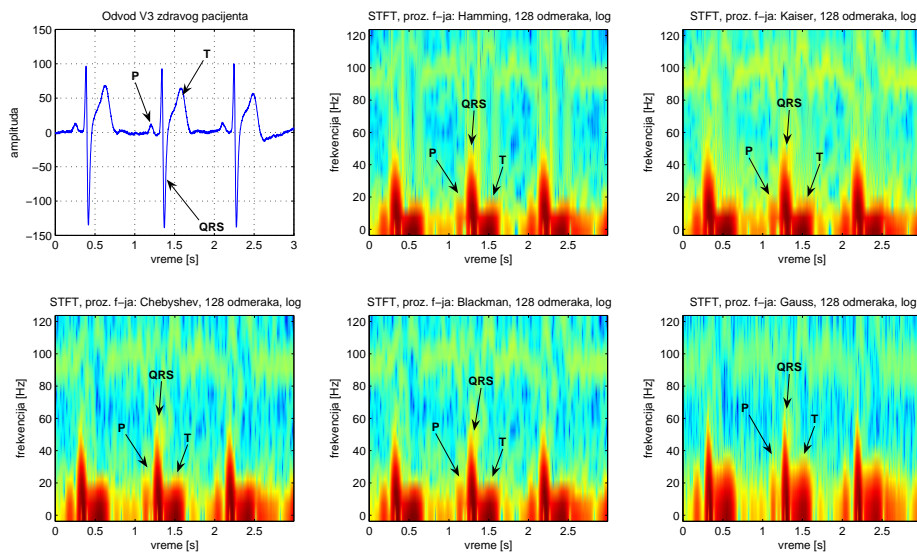 Odvod V3 zdravog pacijenta
amplituda
150
100
50
0
−50
−100
−150
P
T
QRS
0 0.5 1 1.5 2 2.5 3
vreme [s]
STFT, proz. f−ja: Hamming, 128 odmeraka, log
frekvencija [Hz]
120
100
80
60
40
20
0
QRS
P
T
0 0.5 1 1.5 2 2.5
vreme [s]
STFT, proz. f−ja: Kaiser, 128 odmeraka, log
frekvencija [Hz]
120
100
80
60
40
20
0
QRS
P
T
0 0.5 1 1.5 2 2.5
vreme [s]
STFT, proz. f−ja: Chebyshev, 128 odmeraka, log
frekvencija [Hz]
120
100
80
60
40
20
0
QRS
P
T
0 0.5 1 1.5 2 2.5
vreme [s]
STFT, proz. f−ja: Blackman, 128 odmeraka, log
frekvencija [Hz]
120
100
80
60
40
20
0
QRS
P
T
0 0.5 1 1.5 2 2.5
vreme [s]
STFT, proz. f−ja: Gauss, 128 odmeraka, log
frekvencija [Hz]
120
100
80
60
40
20
0
QRS
P
T
0 0.5 1 1.5 2 2.5
vreme [s]